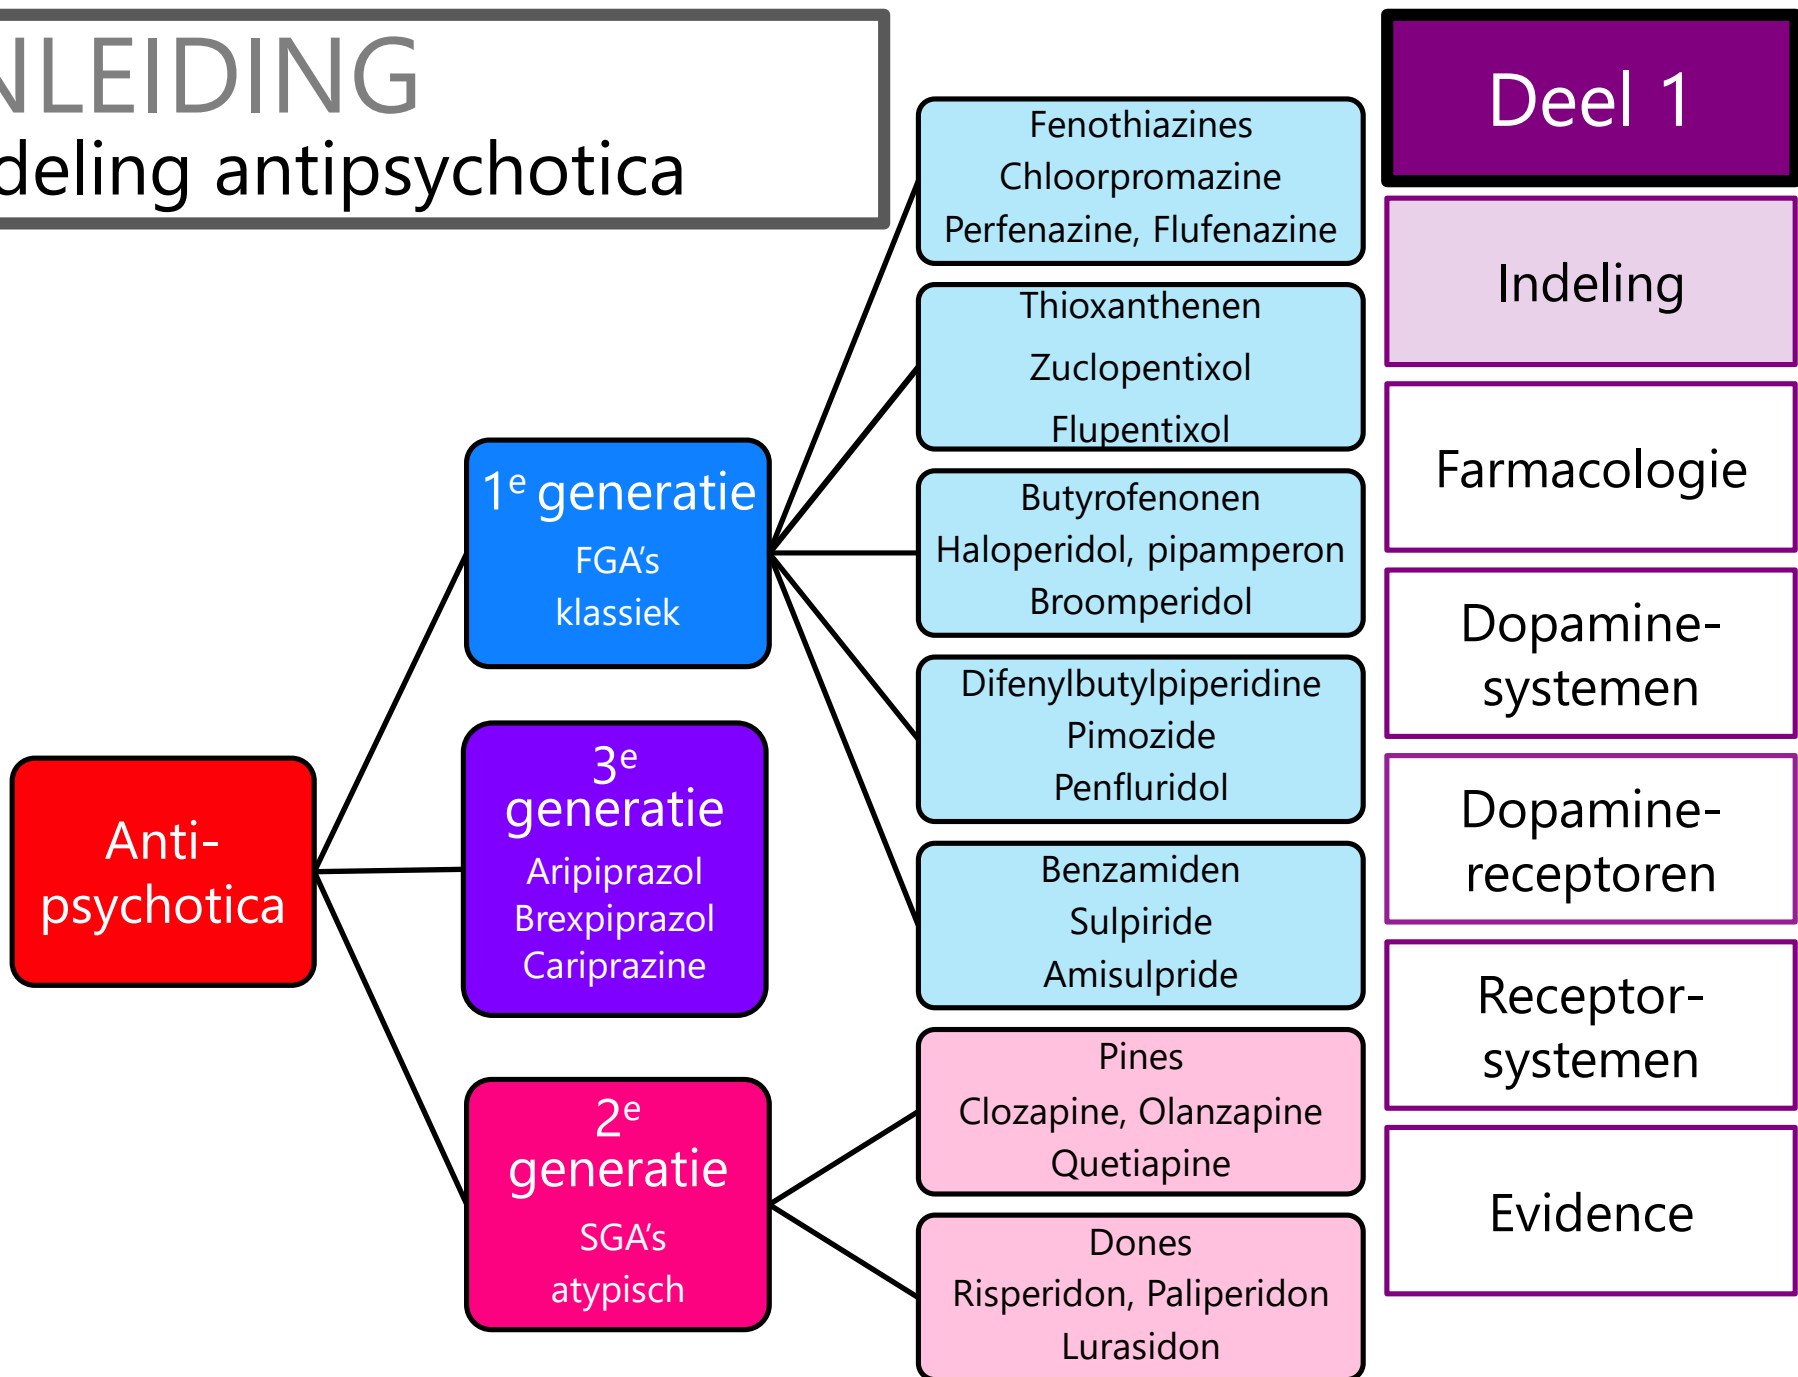 NLEIDING
deling antipsychotica
Anti-
psychotica
1e generatie
FGA's
klassiek
3e
generatie
Aripiprazol
Brexpiprazol
Cariprazine
2e
generatie
SGA's
atypisch
Fenothiazines
Chloorpromazine
Perfenazine, Flufenazine
Thioxanthenen
Zuclopentixol
Flupentixol
Butyrofenonen
Haloperidol, pipamperon
Broomperidol
Difenylbutylpiperidine
Pimozide
Penfluridol
Benzamiden
Sulpiride
Amisulpride
Pines
Clozapine, Olanzapine
Quetiapine
Dones
Risperidon, Paliperidon
Lurasidon
Deel 1
Indeling
Farmacologie
Dopamine-
systemen
Dopamine-
receptoren
Receptor-
systemen
Evidence